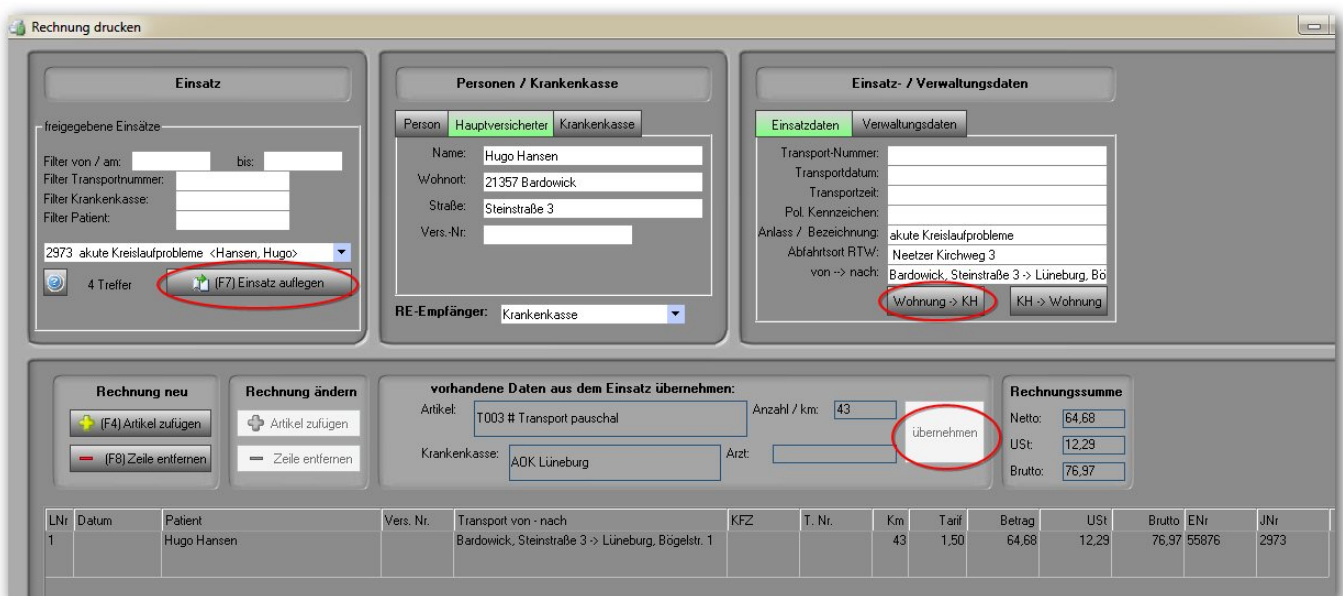 Rechnung drucken
Einsatz
freigegebene Einsätze
Filter von / am:
bis:
Filter Transportnummer:
Filter Krankenkasse:
Filter Patient:
2973 akute Kreislaufprobleme <Hansen, Hugo>
4 Treffer
(F7) Einsatz auflegen
Personen / Krankenkasse
Person Hauptversicherter Krankenkasse
Name: Hugo Hansen
Wohnort: 21357 Bardowick
Straße: Steinstraße 3
Vers.-Nr:
RE-Empfänger: Krankenkasse
Einsatz- / Verwaltungsdaten
Einsatzdaten Verwaltungsdaten
Transport-Nummer:
Transportdatum:
Transportzeit:
Pol. Kennzeichen:
Anlass / Bezeichnung: akute Kreislaufprobleme
Abfahrtsort RTW: Neetzer Kirchweg 3
von --> nach: Bardowick, Steinstraße 3 -> Lüneburg, Bö
Wohnung -> KH KH -> Wohnung
Rechnung neu
(F4) Artikel zufügen
(F8) Zeile entfernen
Rechnung ändern
Artikel zufügen
Zeile entfernen
vorhandene Daten aus dem Einsatz übernehmen:
Artikel: T003 # Transport pauschal Anzahl / km: 43
Krankenkasse: AOK Lüneburg Arzt:
übernehmen
Rechnungssumme
Netto: 64,68
USt: 12,29
Brutto: 76,97
LNr Datum Patient Vers. Nr. Transport von - nach KFZ T. Nr. Km Tarif Betrag USt Brutto ENr JNr
1 Hugo Hansen Bardowick, Steinstraße 3 -> Lüneburg, Bögelstr. 1 43 1,50 64,68 12,29 76,97 55876 2973